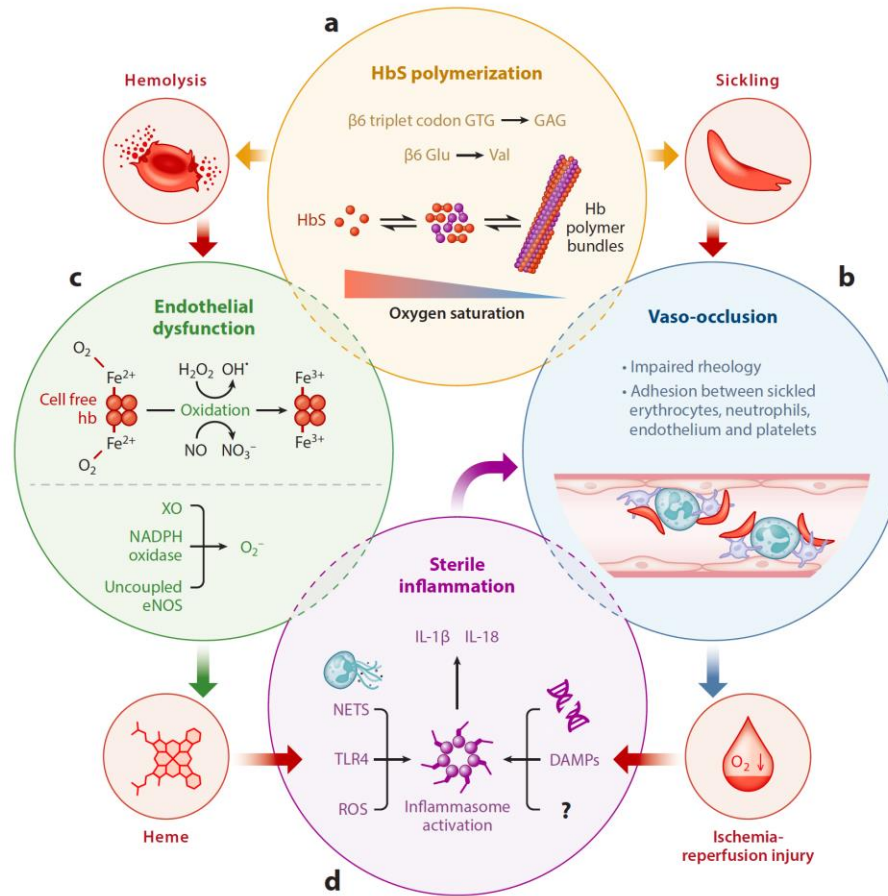 a
Hemolysis
HbS polymerization
Sickling
β6 triplet codon GTG → GAG
β6 Glu → Val
HbS
Hb
polymer
bundles
Oxygen saturation
c
Endothelial
dysfunction
O₂
Fe²⁺
Cell free
hb
Fe²⁺
O₂
H₂O₂ OH•
Oxidation
NO NO₃⁻
Fe³⁺
Fe³⁺
XO
NADPH
oxidase
Uncoupled
eNOS
O₂⁻
b
Vaso-occlusion
• Impaired rheology
• Adhesion between sickled
erythrocytes, neutrophils,
endothelium and platelets
Sterile
inflammation
IL-1β IL-18
NETS
TLR4
ROS
Inflammasome
activation
DAMPs
?
d
Heme
O₂ ↓
Ischemia-
reperfusion injury